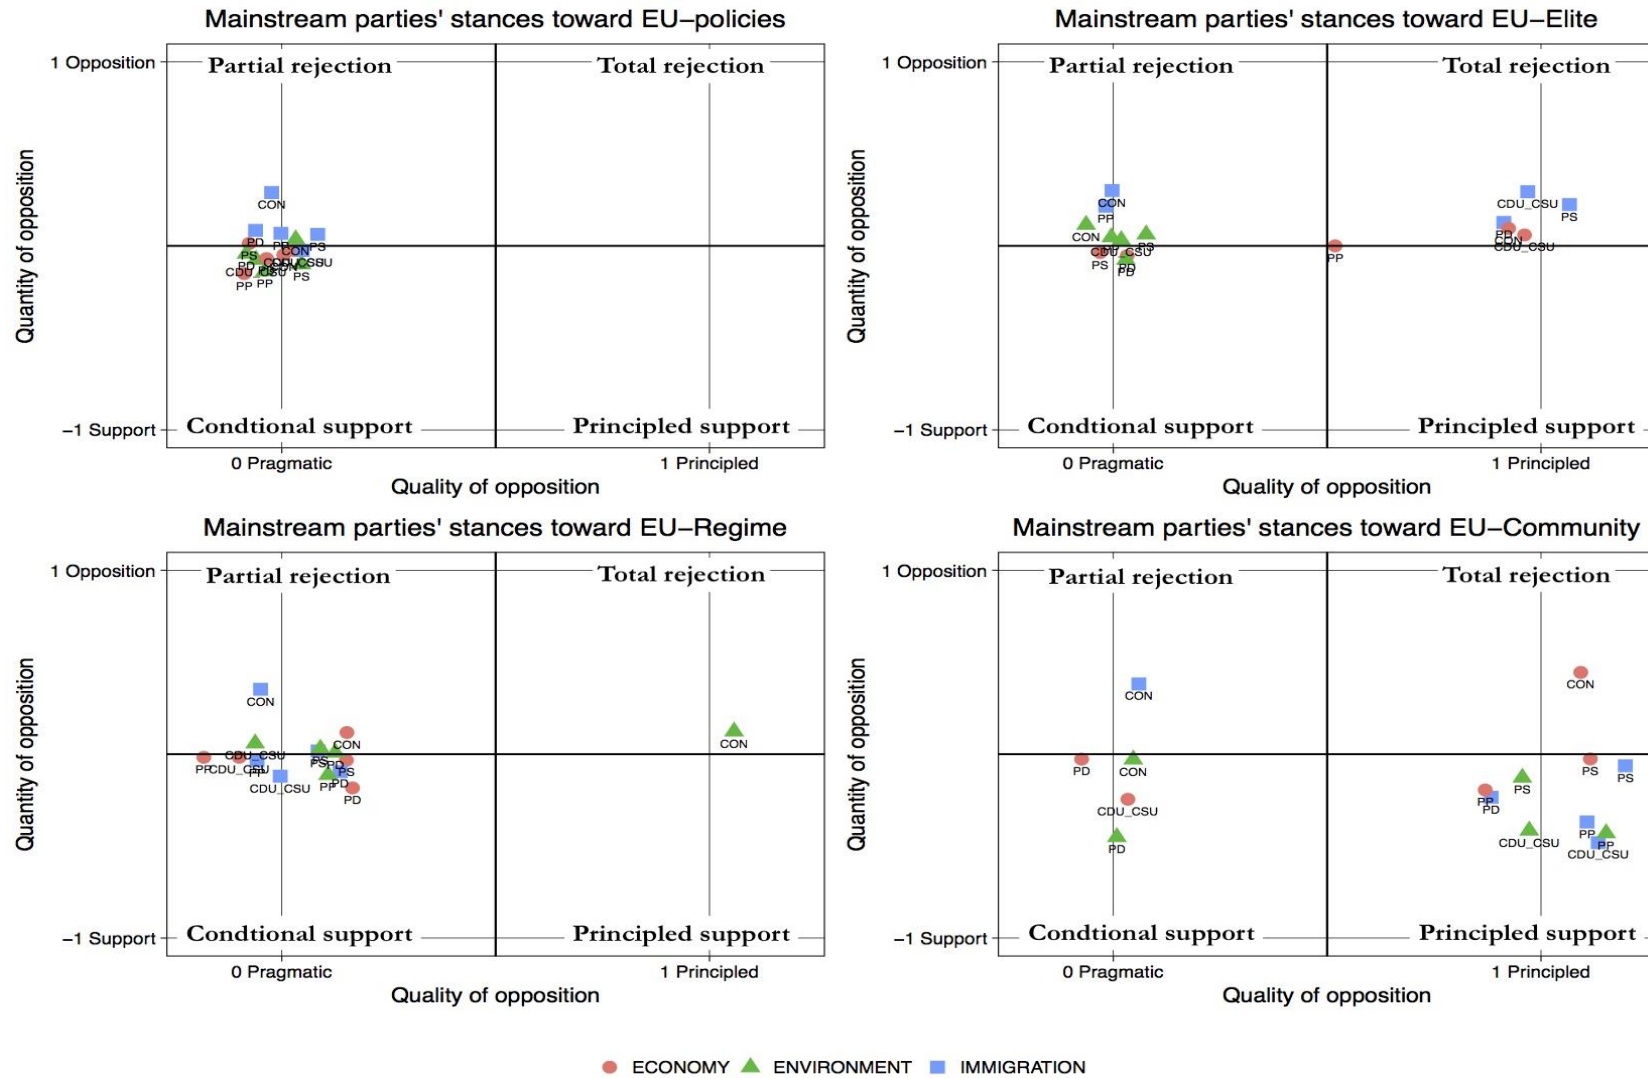 Mainstream parties' stances toward EU−policies
1 Opposition
Partial rejection
Total rejection
Quantity of opposition
CON
PD
PP
PS
CON
PS
PD
CDU_CSU
PP
PP
PS
−1 Support
Condtional support
Principled support
0 Pragmatic
1 Principled
Quality of opposition
Mainstream parties' stances toward EU−Elite
1 Opposition
Partial rejection
Total rejection
Quantity of opposition
CON
PP
CON
PS
CDU_CSU
PS
PD
PD
PP
CDU_CSU
PS
PD
CON
CDU_CSU
−1 Support
Condtional support
Principled support
0 Pragmatic
1 Principled
Quality of opposition
Mainstream parties' stances toward EU−Regime
1 Opposition
Partial rejection
Total rejection
Quantity of opposition
CON
CON
CON
CDU_CSU
PP
CDU_CSU
PP
PS
PD
PS
CDU_CSU
PP
PD
PD
−1 Support
Condtional support
Principled support
0 Pragmatic
1 Principled
Quality of opposition
Mainstream parties' stances toward EU−Community
1 Opposition
Partial rejection
Total rejection
Quantity of opposition
CON
CON
PD
CON
PS
PS
PS
CDU_CSU
PP
PD
PD
CDU_CSU
PP
PP
CDU_CSU
−1 Support
Condtional support
Principled support
0 Pragmatic
1 Principled
Quality of opposition
ECONOMY
ENVIRONMENT
IMMIGRATION